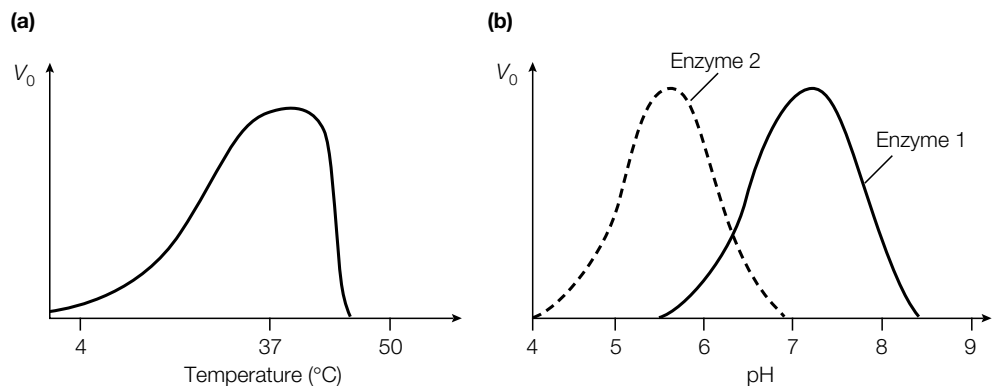 (a)
V0
4 37 50
Temperature (°C)
(b)
V0
Enzyme 2
Enzyme 1
4 5 6 7 8 9
pH